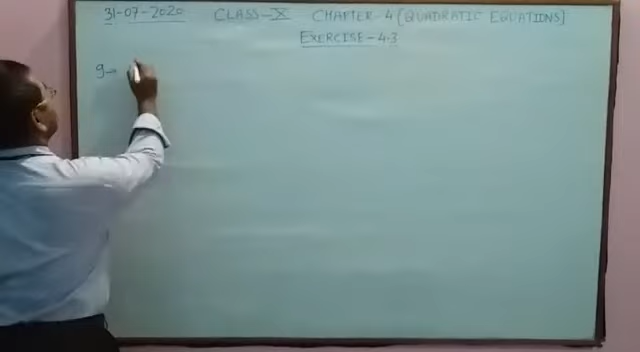 31-07-2020 CLASS-X CHAPTER-4 (QUADRATIC EQUATIONS)
EXERCISE-4.3
9→